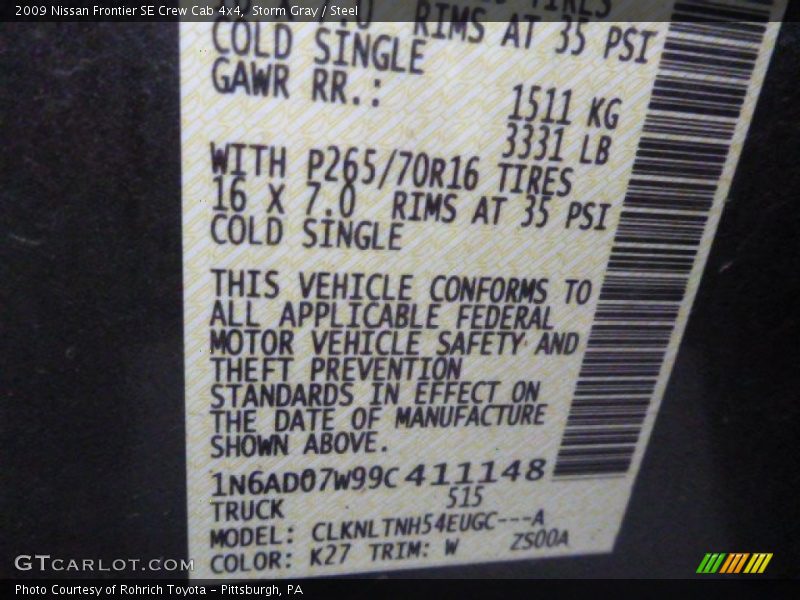 2009 Nissan Frontier SE Crew Cab 4x4, Storm Gray / Steel
RIMS AT 35 PSI
COLD SINGLE
GAWR RR.:
1511 KG
3331 LB
WITH P265/70R16 TIRES
16 X 7.0 RIMS AT 35 PSI
COLD SINGLE
THIS VEHICLE CONFORMS TO
ALL APPLICABLE FEDERAL
MOTOR VEHICLE SAFETY AND
THEFT PREVENTION
STANDARDS IN EFFECT ON
THE DATE OF MANUFACTURE
SHOWN ABOVE.
1N6AD07W99C411148
TRUCK 515
MODEL: CLKNLTNH54EUGC---A
COLOR: K27 TRIM: W ZS00A
GTCARLOT.COM
Photo Courtesy of Rohrich Toyota - Pittsburgh, PA